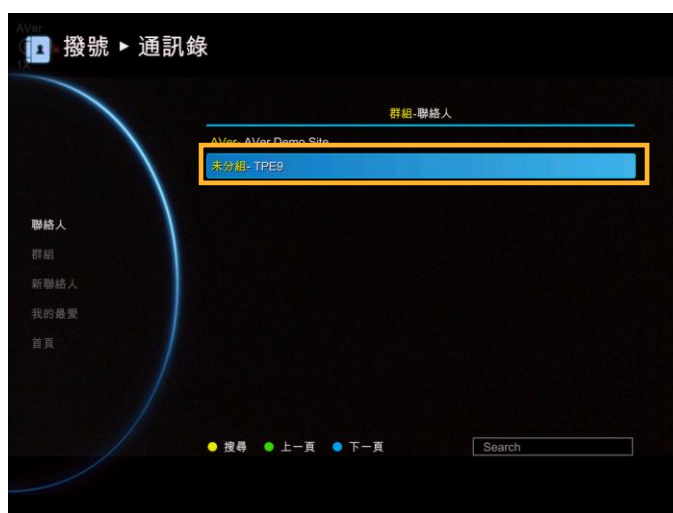 AVer
1X
撥號 ► 通訊錄
群組-聯絡人
AVer- AVer Demo Site
未分組- TPE9
聯絡人
群組
新聯絡人
我的最愛
首頁
搜尋 上一頁 下一頁 Search